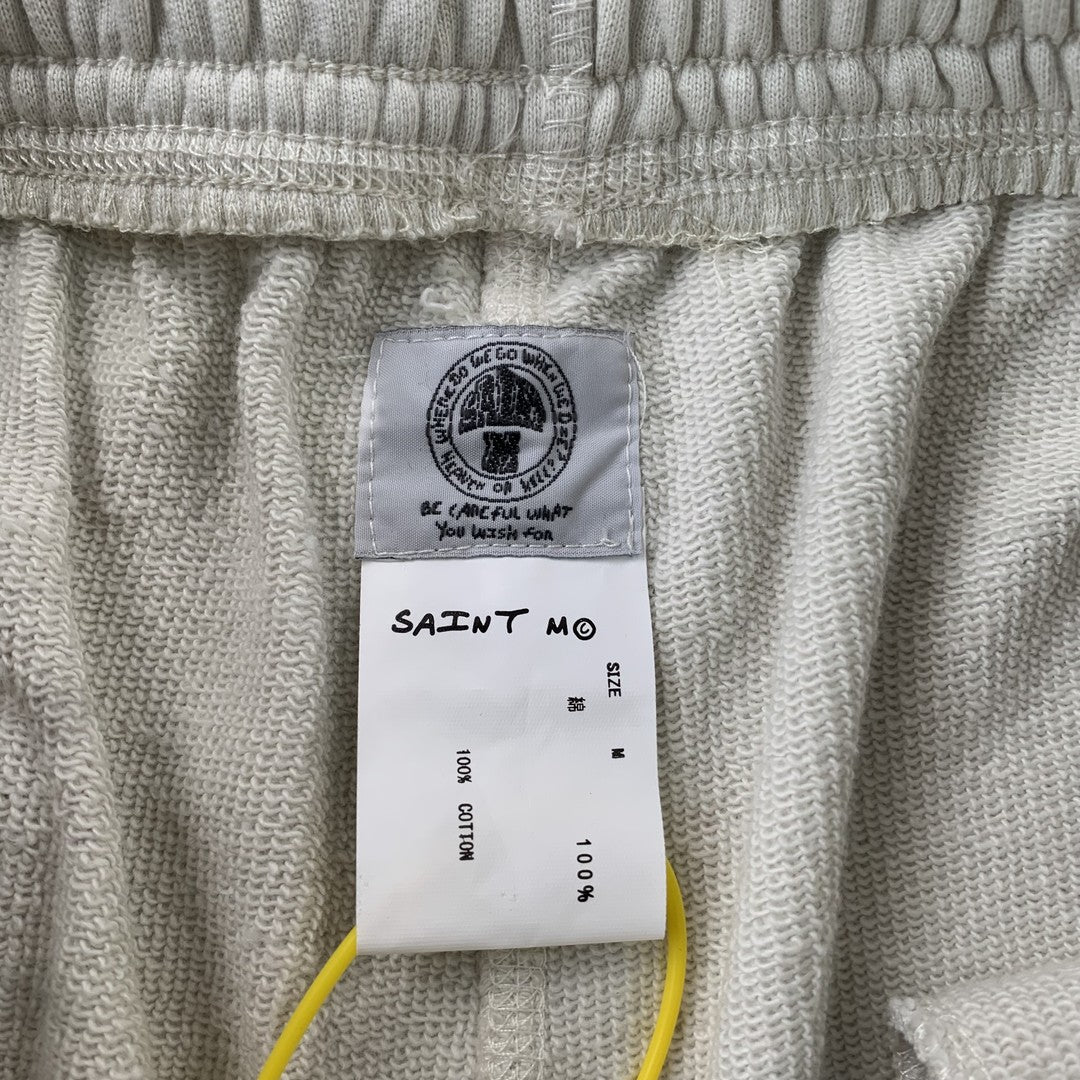 WHERE DO WE GO WHEN WE DIE?
HEAVEN OR HELL?
BE CAREFUL WHAT
YOU WISH FOR
SAINT M©
SIZE M
綿 100%
100% COTTON